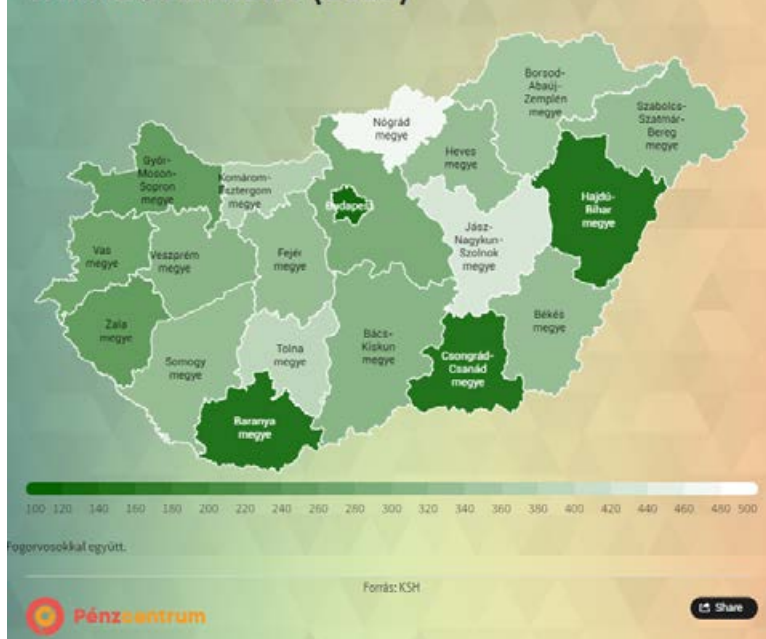 Borsod-
Abaúj-
Zemplén
megye
Szabolcs-
Szatmár-
Bereg
megye
Nógrád
megye
Heves
megye
Győr-
Moson-
Sopron
megye
Komárom-
Esztergom
megye
Budapest
Hajdú-
Bihar
megye
Jász-
Nagykun-
Szolnok
megye
Vas
megye
Veszprém
megye
Fejér
megye
Zala
megye
Somogy
megye
Tolna
megye
Bács-
Kiskun
megye
Békés
megye
Csongrád-
Csanád
megye
Baranya
megye
100 120 140 160 180 200 220 240 260 280 300 320 340 360 380 400 420 440 460 480 500
Fogorvosokkal együtt.
Forrás: KSH
Pénzcentrum
Share